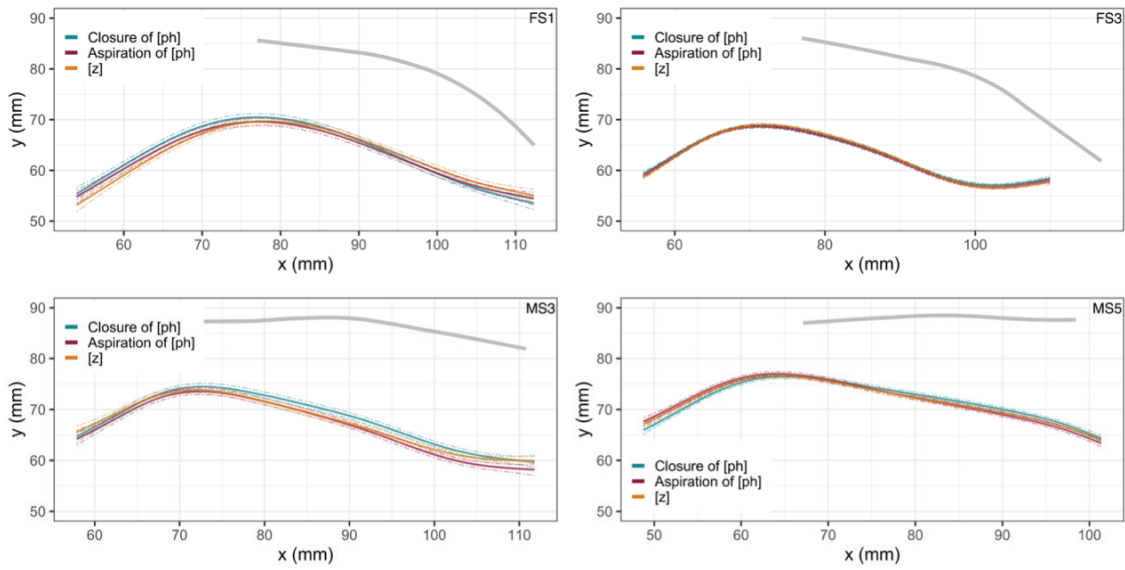 FS1
Closure of [ph]
Aspiration of [ph]
[z]
90
80
70
60
50
y (mm)
60
70
80
90
100
110
x (mm)
FS3
Closure of [ph]
Aspiration of [ph]
[z]
90
80
70
60
50
y (mm)
60
80
100
x (mm)
MS3
Closure of [ph]
Aspiration of [ph]
[z]
90
80
70
60
50
y (mm)
60
70
80
90
100
110
x (mm)
MS5
90
80
70
60
50
y (mm)
Closure of [ph]
Aspiration of [ph]
[z]
50
60
70
80
90
100
x (mm)